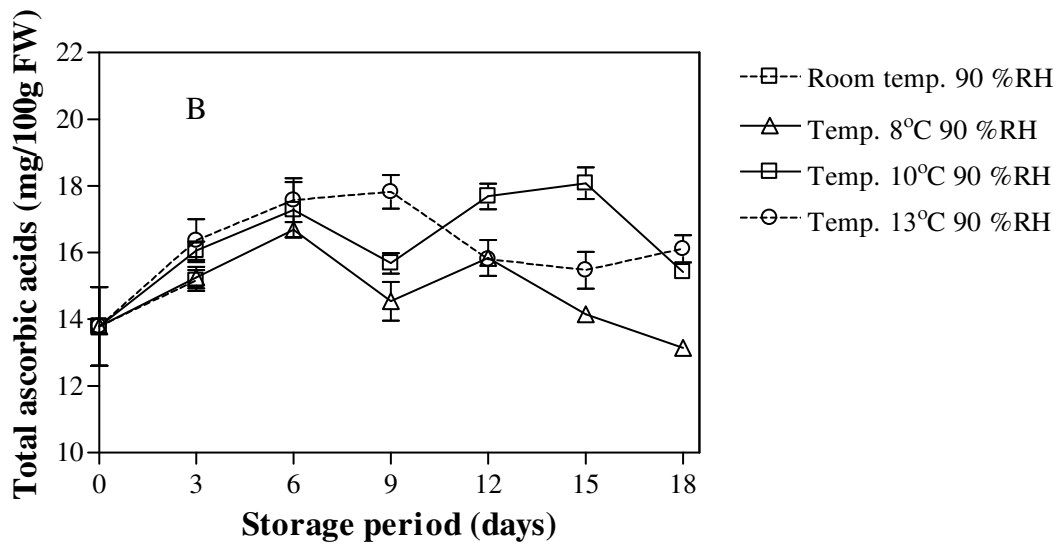 Total ascorbic acids (mg/100g FW)
22
20
18
16
14
12
10
B
0 3 6 9 12 15 18
Storage period (days)
Room temp. 90 %RH
Temp. 8°C 90 %RH
Temp. 10°C 90 %RH
Temp. 13°C 90 %RH